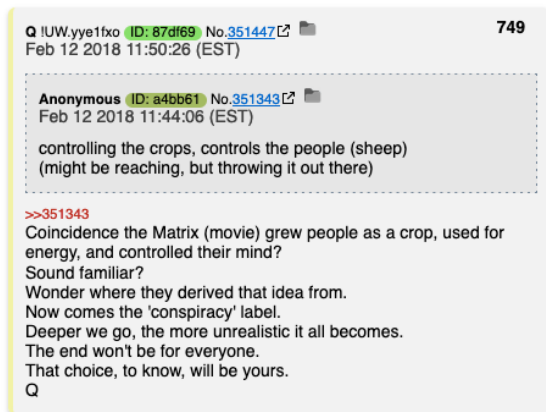 Q !UW.yye1fxo ID: 87df69 No.351447 749
Feb 12 2018 11:50:26 (EST)
Anonymous ID: a4bb61 No.351343
Feb 12 2018 11:44:06 (EST)
controlling the crops, controls the people (sheep)
(might be reaching, but throwing it out there)
>>351343
Coincidence the Matrix (movie) grew people as a crop, used for
energy, and controlled their mind?
Sound familiar?
Wonder where they derived that idea from.
Now comes the 'conspiracy' label.
Deeper we go, the more unrealistic it all becomes.
The end won't be for everyone.
That choice, to know, will be yours.
Q